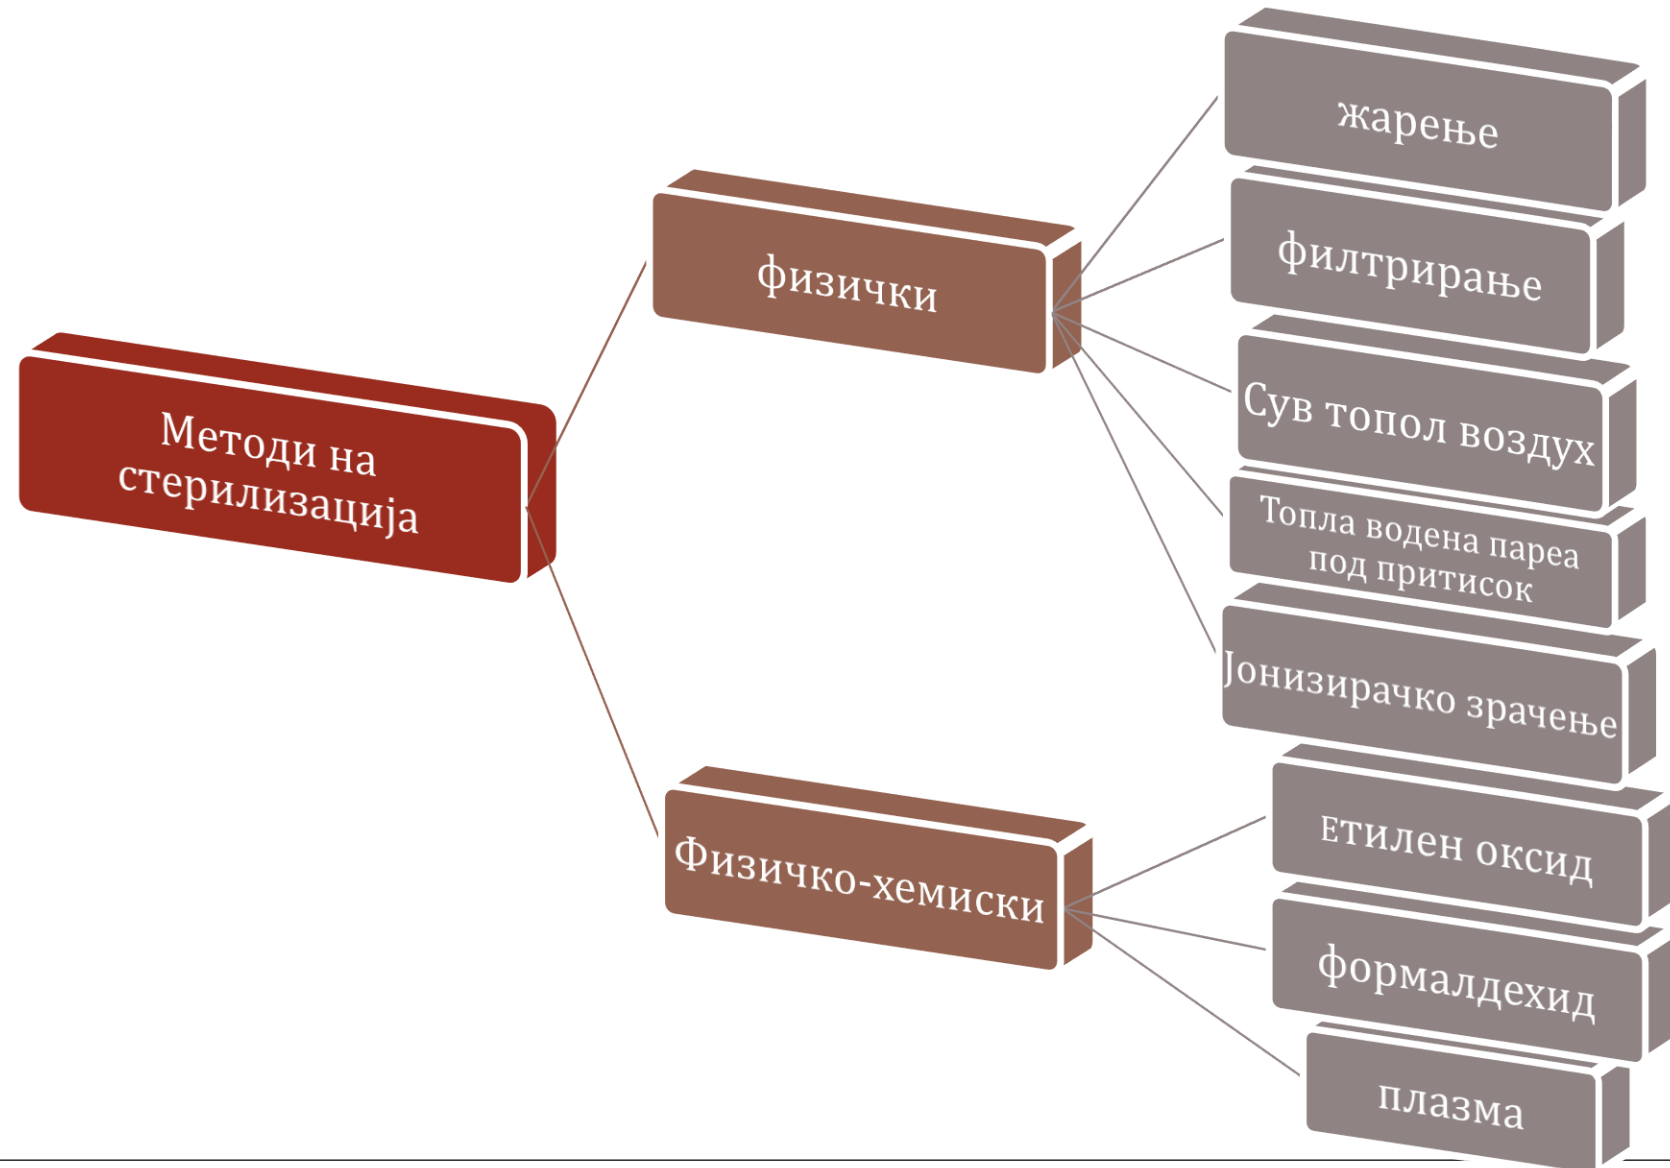 Методи на
стерилизација
физички
жарење
филтрирање
Сув топол воздух
Топла водена пареа
под притисок
Јонизирачко зрачење
Физичко-хемиски
Етилен оксид
формалдехид
плазма